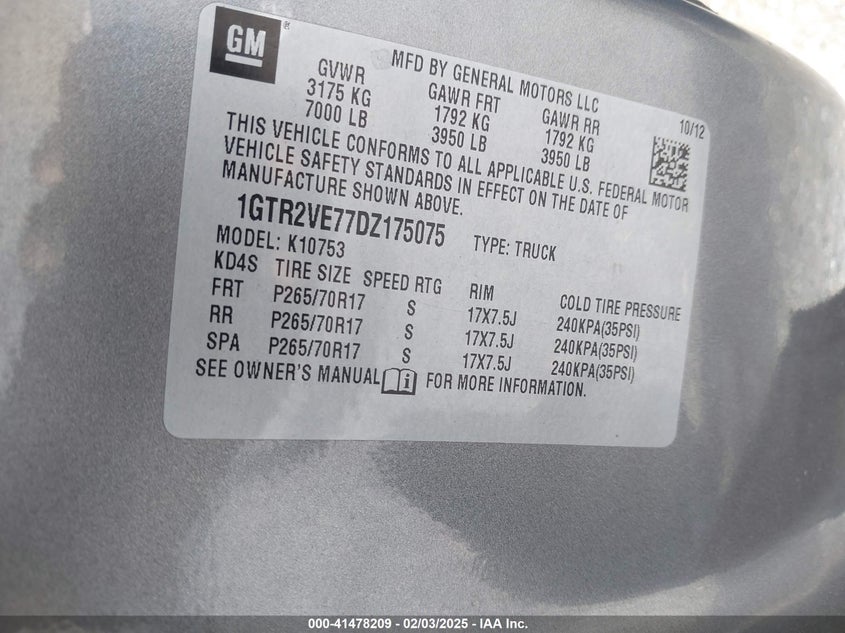 GM ®
MFD BY GENERAL MOTORS LLC
10/12
GVWR GAWR FRT GAWR RR
3175 KG 1792 KG 1792 KG
7000 LB 3950 LB 3950 LB
THIS VEHICLE CONFORMS TO ALL APPLICABLE U.S. FEDERAL MOTOR
VEHICLE SAFETY STANDARDS IN EFFECT ON THE DATE OF
MANUFACTURE SHOWN ABOVE.
1GTR2VE77DZ175075 TYPE: TRUCK
MODEL: K10753
KD4S TIRE SIZE SPEED RTG RIM COLD TIRE PRESSURE
FRT P265/70R17 S 17X7.5J 240KPA(35PSI)
RR P265/70R17 S 17X7.5J 240KPA(35PSI)
SPA P265/70R17 S 17X7.5J 240KPA(35PSI)
SEE OWNER'S MANUAL i FOR MORE INFORMATION.
000-41478209 - 02/03/2025 - IAA Inc.